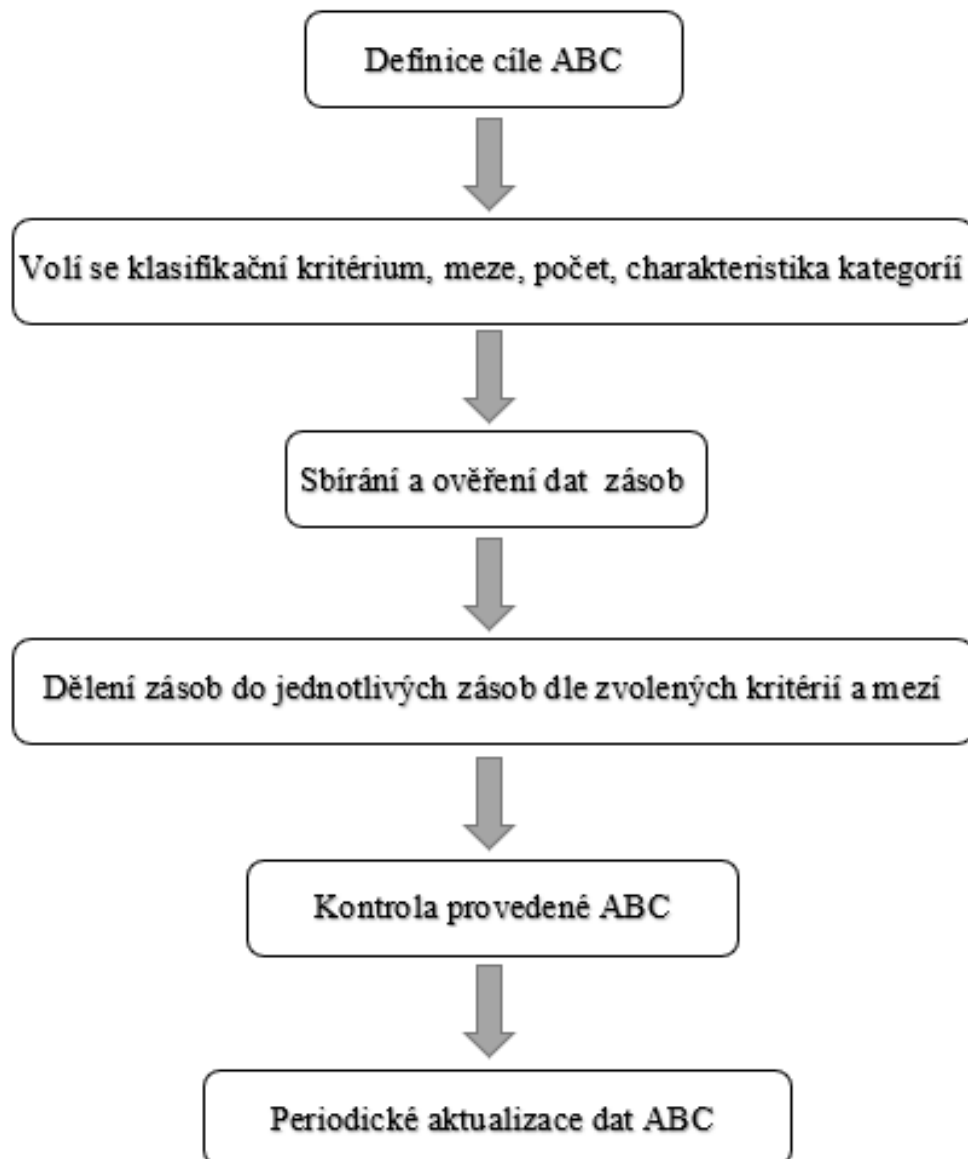 Definice cíle ABC
Volí se klasifikační kritérium, meze, počet, charakteristika kategoríí
Sbírání a ověření dat  zásob
Dělení zásob do jednotlivých zásob dle zvolených kritérií a mezí
Kontrola provedené ABC
Periodické aktualizace dat ABC